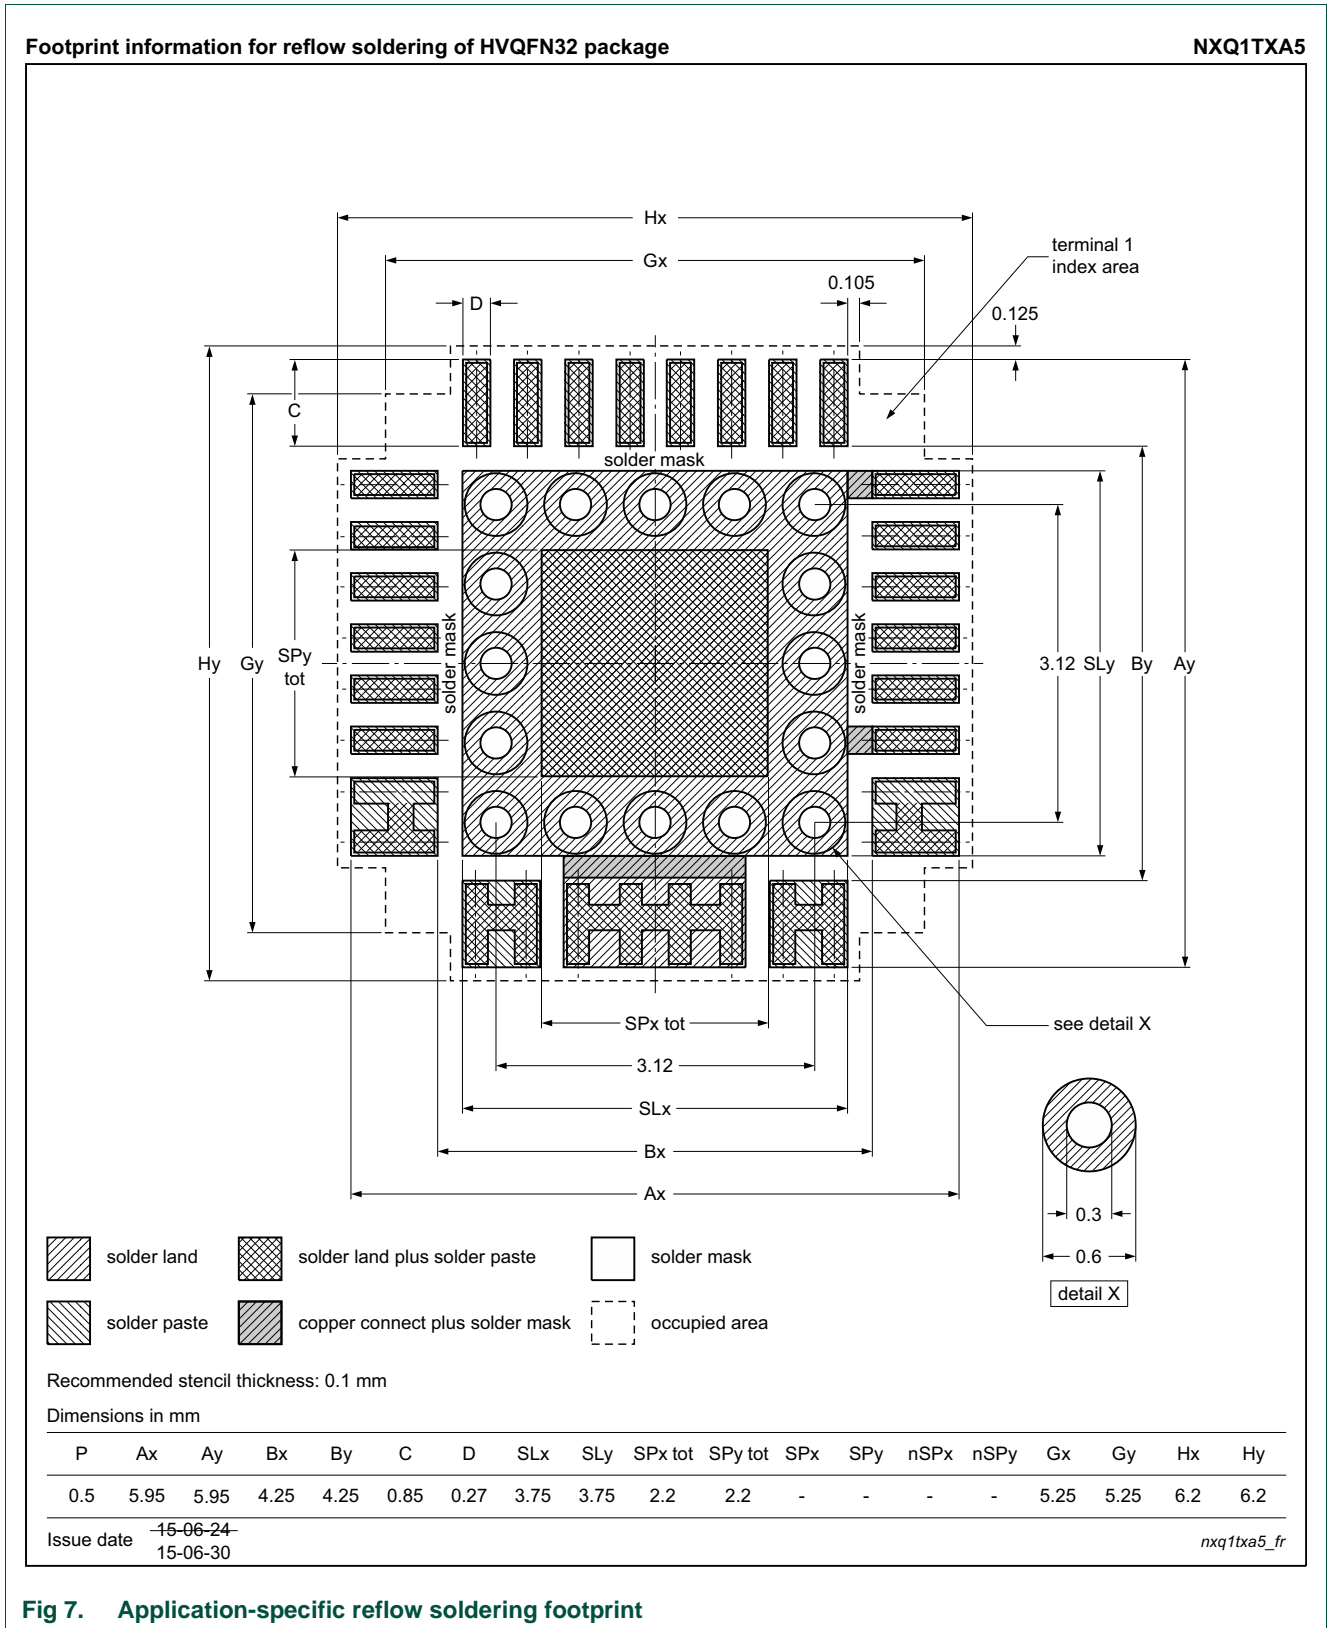 Footprint information for reflow soldering of HVQFN32 package NXQ1TXA5
Hx
terminal 1
index area
Gx
0.105
D
0.125
C
solder mask
SPy
tot
Hy Gy
solder mask
solder mask
3.12 SLy By Ay
SPx tot
see detail X
3.12
SLx
Bx
Ax
0.3
0.6
detail X
solder land solder land plus solder paste solder mask
solder paste copper connect plus solder mask occupied area
Recommended stencil thickness: 0.1 mm
Dimensions in mm
P Ax Ay Bx By C D SLx SLy SPx tot SPy tot SPx SPy nSPx nSPy Gx Gy Hx Hy
0.5 5.95 5.95 4.25 4.25 0.85 0.27 3.75 3.75 2.2 2.2 - - - - 5.25 5.25 6.2 6.2
Issue date 15-06-24
15-06-30
nxq1txa5_fr
Fig 7. Application-specific reflow soldering footprint